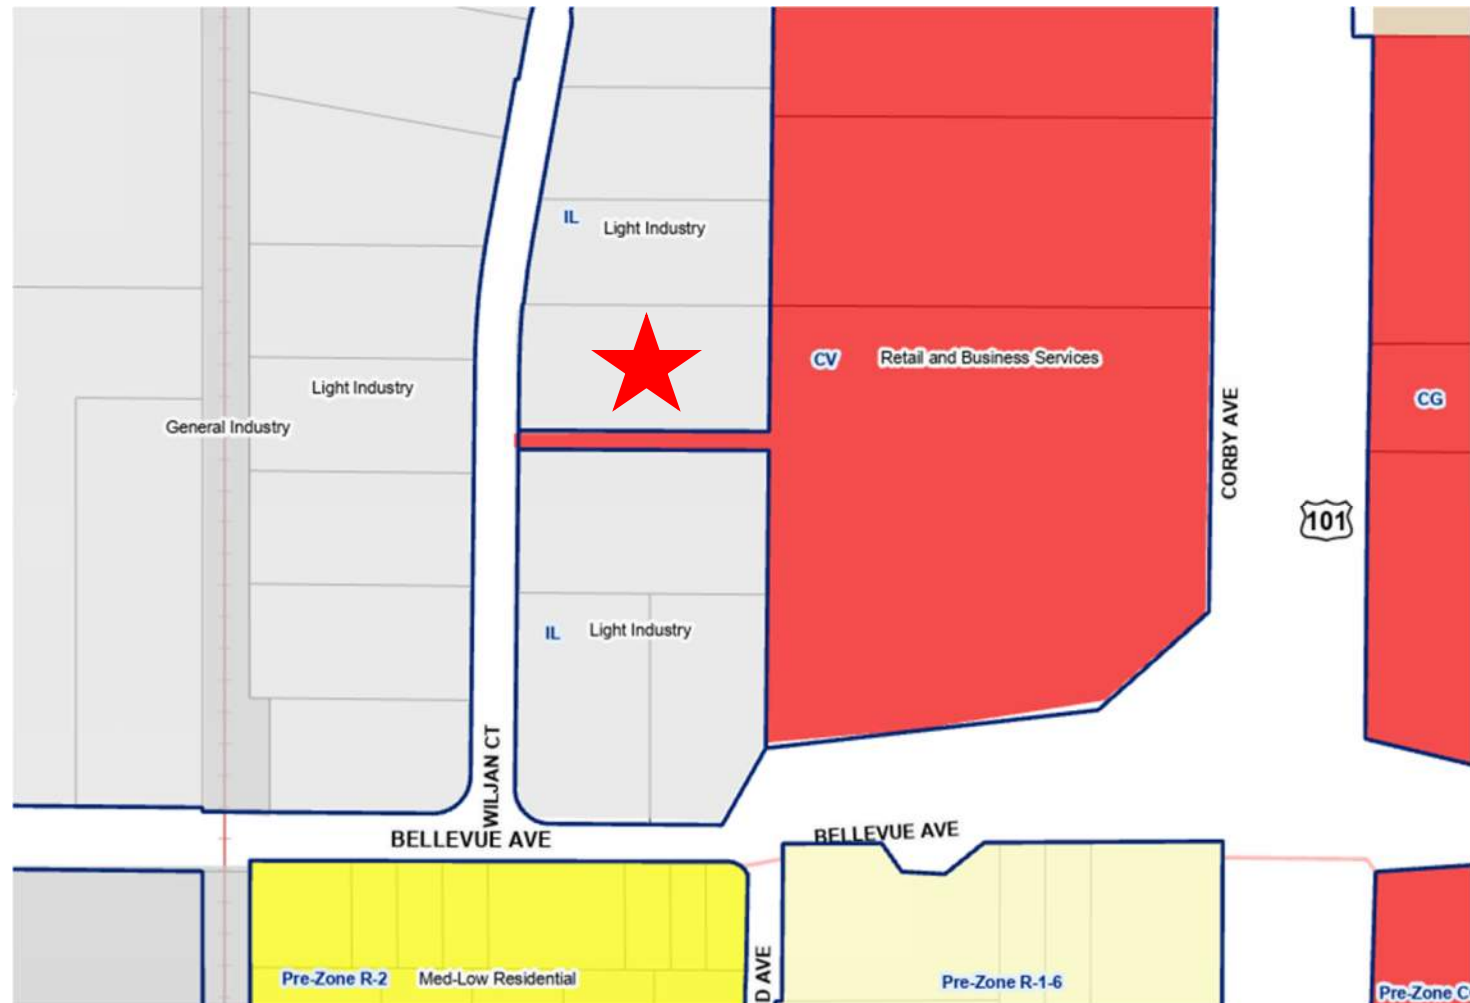 IL
Light Industry
CV
Retail and Business Services
Light Industry
General Industry
CG
CORBY AVE
101
IL
Light Industry
WILJAN CT
BELLEVUE AVE
BELLEVUE AVE
D AVE
Pre-Zone R-2
Med-Low Residential
Pre-Zone R-1-6
Pre-Zone C